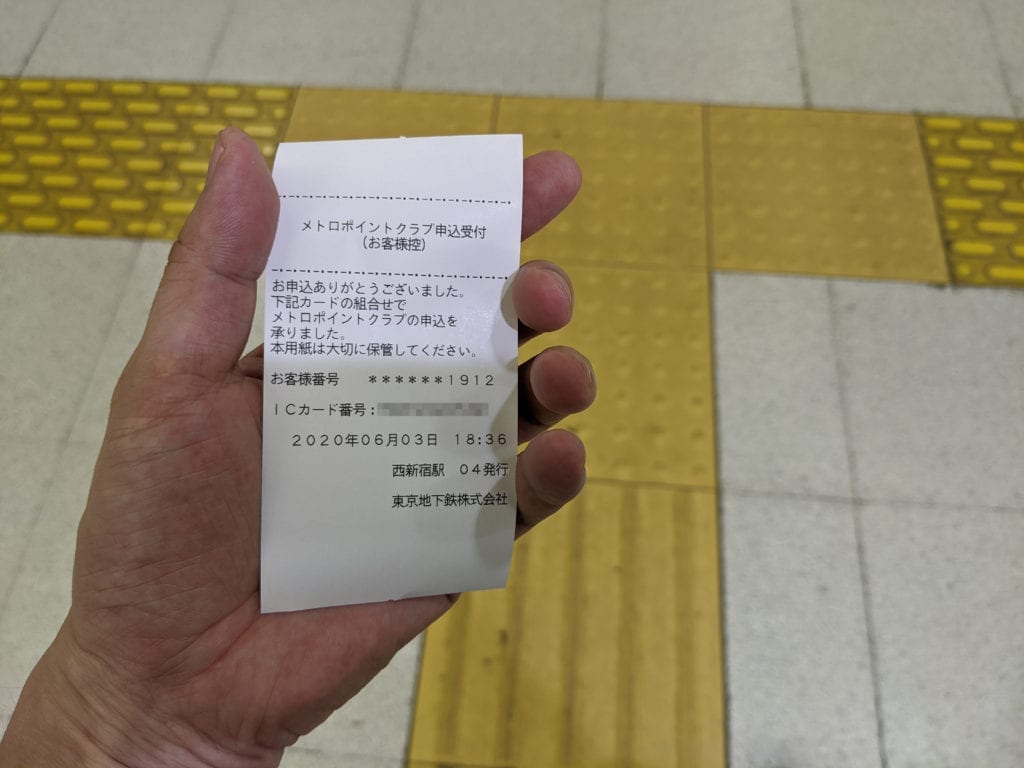 メトロポイントクラブ申込受付
(お客様控)
お申込ありがとうございました。
下記カードの組合せで
メトロポイントクラブの申込を
承りました。
本用紙は大切に保管してください。
お客様番号 ******1912
ICカード番号:
2020年06月03日 18:36
西新宿駅 04発行
東京地下鉄株式会社